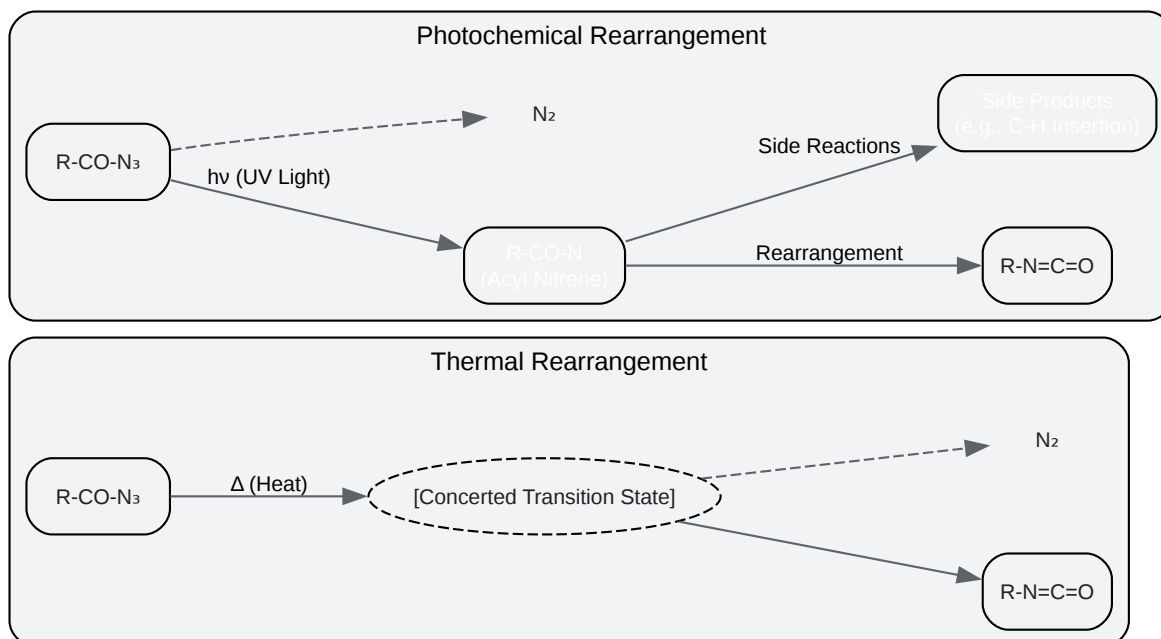 Photochemical Rearrangement
N₂
Side Products
(e.g., C-H Insertion)
R-CO-N₃
Side Reactions
hν (UV Light)
R-CO-N
(Acyl Nitrene)
Rearrangement
R-N=C=O
Thermal Rearrangement
N₂
R-CO-N₃
Δ (Heat)
[Concerted Transition State]
R-N=C=O